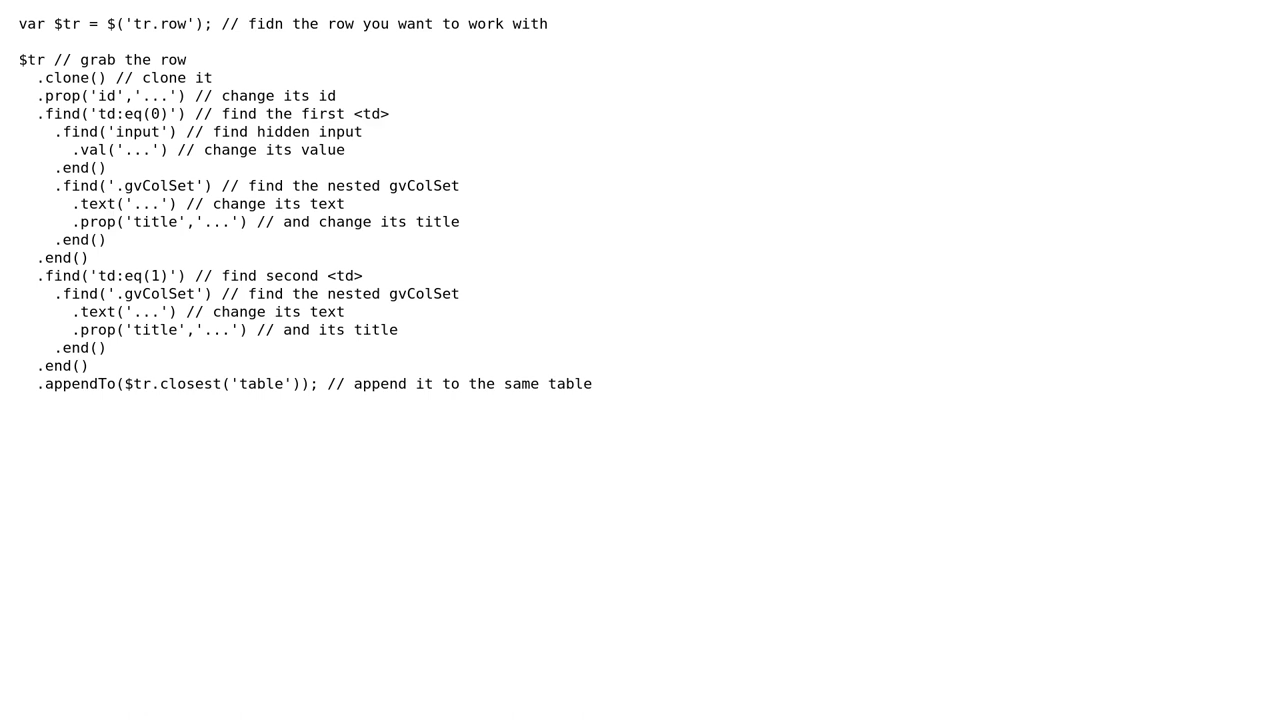 var $tr = $('tr.row'); // fidn the row you want to work with

$tr // grab the row
  .clone() // clone it
  .prop('id','...') // change its id
  .find('td:eq(0)') // find the first <td>
    .find('input') // find hidden input
      .val('...') // change its value
    .end()
    .find('.gvColSet') // find the nested gvColSet
      .text('...') // change its text
      .prop('title','...') // and change its title
    .end()
  .end()
  .find('td:eq(1)') // find second <td>
    .find('.gvColSet') // find the nested gvColSet
      .text('...') // change its text
      .prop('title','...') // and its title
    .end()
  .end()
  .appendTo($tr.closest('table')); // append it to the same table